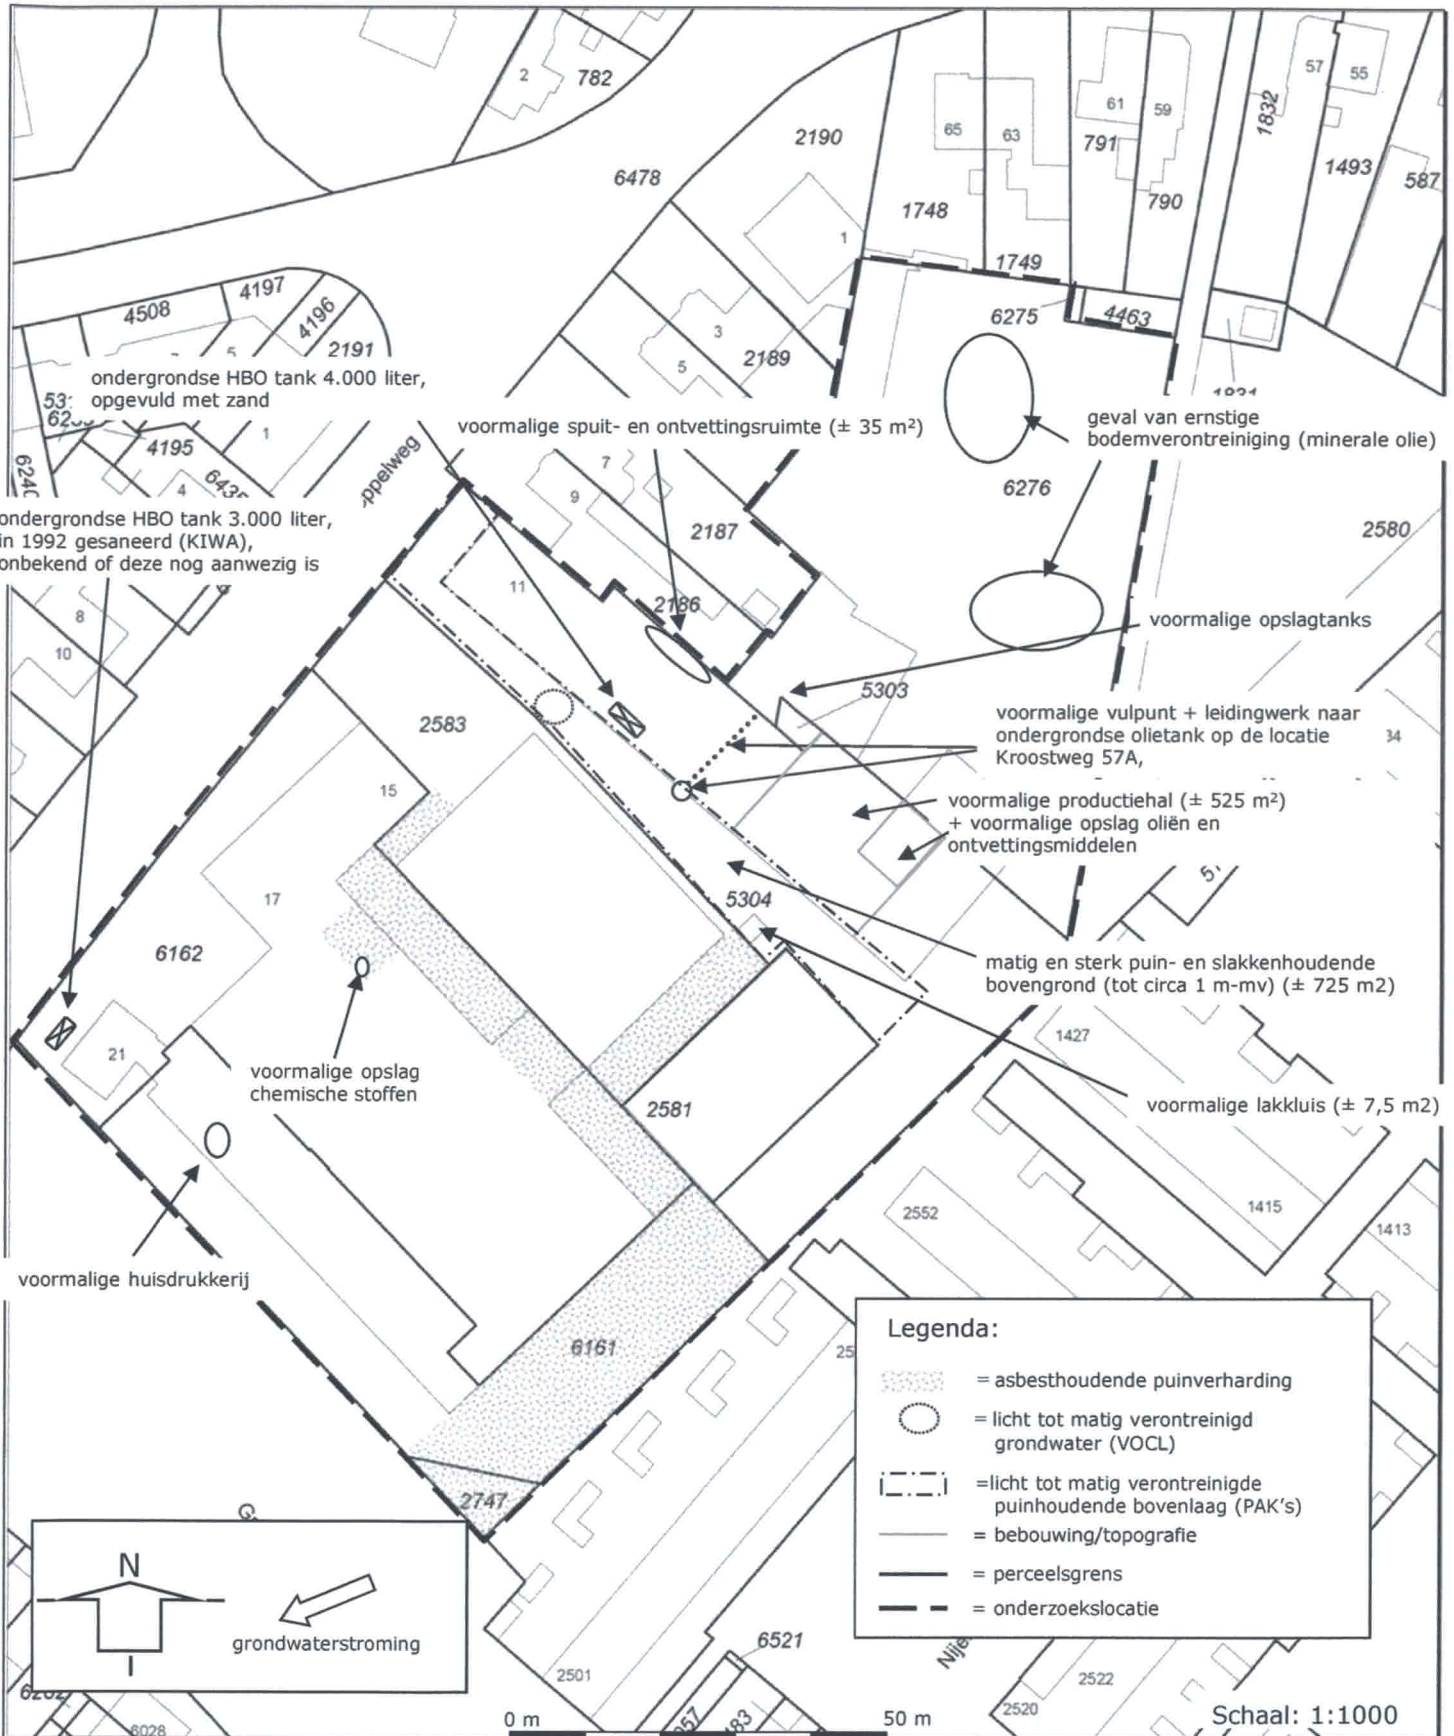 2
782
57
55
1832
61
59
65
63
2190
791
1493
587
6478
790
1748
1
1749
4197
4508
4196
6275
4463
3
2191
5
2189
5
ondergrondse HBO tank 4.000 liter,
opgevuld met zand
geval van ernstige
bodemverontreiniging (minerale olie)
voormalige spuit- en ontvettingsruimte (± 35 m²)
1
4195
7
4
9
6276
ondergrondse HBO tank 3.000 liter,
in 1992 gesaneerd (KIWA),
onbekend of deze nog aanwezig is
2187
2580
11
2186
8
10
voormalige opslagtanks
5303
2583
voormalige vulpunt + leidingwerk naar
ondergrondse olietank op de locatie
Kroostweg 57A,
34
15
voormalige productiehal (± 525 m²)
+ voormalige opslag oliën en
ontvettingsmiddelen
17
5304
6162
matig en sterk puin- en slakkenhoudende
bovengrond (tot circa 1 m-mv) (± 725 m2)
21
1427
voormalige opslag
chemische stoffen
2581
voormalige lakkluis (± 7,5 m2)
2552
1415
1413
voormalige huisdrukkerij
6161
2747
Legenda:
= asbesthoudende puinverharding
= licht tot matig verontreinigd
grondwater (VOCL)
=licht tot matig verontreinigde
puinhoudende bovenlaag (PAK's)
= bebouwing/topografie
= perceelsgrens
= onderzoekslocatie
N
grondwaterstroming
6521
2501
2522
2520
6028
0 m
50 m
Schaal: 1:1000